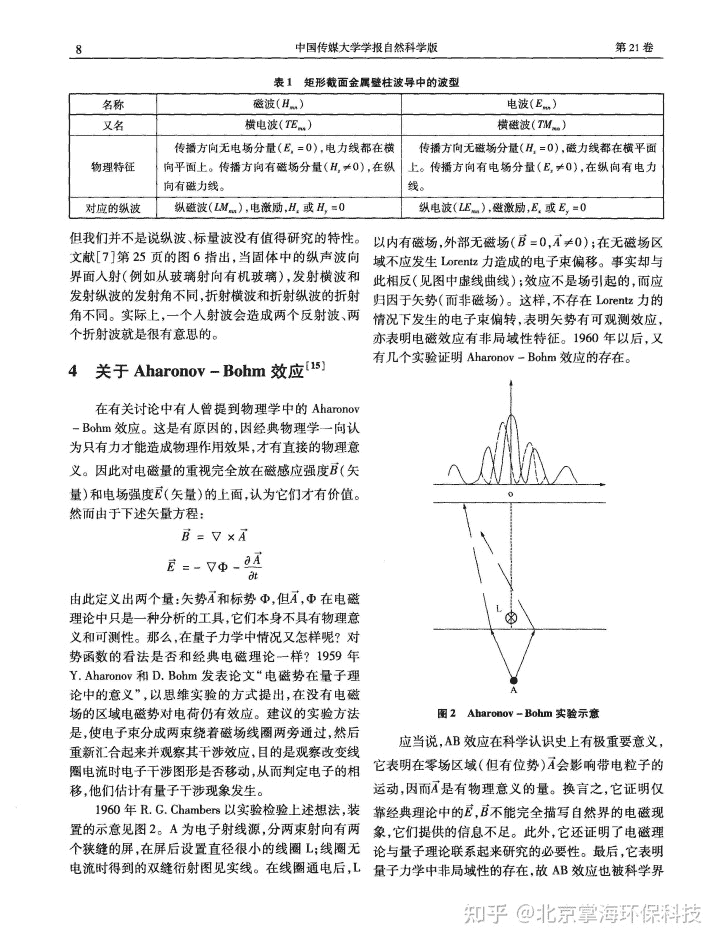 8
中国传媒大学学报自然科学版
第 21 卷
表 1 矩形截面金属壁柱波导中的波型
名称 磁波(Hₘₙ) 电波(Eₘₙ)
又名 横电波(TEₘₙ) 横磁波(TMₘₙ)
物理特征
传播方向无电场分量(E_z =0),电力线都在横
向平面上。传播方向有磁场分量(H_z ≠0),在纵
向有磁力线。
传播方向无磁场分量(H_z =0),磁力线都在横平面
上。传播方向有电场分量(E_z ≠0),在纵向有电力
线。
对应的纵波 纵磁波(LMₘₙ),电激励,H_x 或 H_y =0 纵电波(LEₘₙ),磁激励,E_x 或 E_y =0
但我们并不是说纵波、标量波没有值得研究的特性。
文献[7]第 25 页的图 6 指出,当固体中的纵声波向
界面入射(例如从玻璃射向有机玻璃),发射横波和
发射纵波的发射角不同,折射横波和折射纵波的折射
角不同。实际上,一个入射波会造成两个反射波、两
个折射波就是很有意思的。
4 关于 Aharonov – Bohm 效应[15]
在有关讨论中有人曾提到物理学中的 Aharonov
– Bohm 效应。这是有原因的,因经典物理学一向认
为只有力才能造成物理作用效果,才有直接的物理意
义。因此对电磁量的重视完全放在磁感应强度B⃗(矢
量)和电场强度E⃗(矢量)的上面,认为它们才有价值。
然而由于下述矢量方程:
B⃗ = ∇ × A⃗
E⃗ = – ∇Φ – ∂A⃗/∂t
由此定义出两个量:矢势A⃗和标势 Φ,但A⃗,Φ 在电磁
理论中只是一种分析的工具,它们本身不具有物理意
义和可测性。那么,在量子力学中情况又怎样呢? 对
势函数的看法是否和经典电磁理论一样? 1959 年
Y. Aharonov 和 D. Bohm 发表论文“电磁势在量子理
论中的意义”,以思维实验的方式提出,在没有电磁
场的区域电磁势对电荷仍有效应。建议的实验方法
是,使电子束分成两束绕着磁场线圈两旁通过,然后
重新汇合起来并观察其干涉效应,目的是观察改变线
圈电流时电子干涉图形是否移动,从而判定电子的相
移,他们估计有量子干涉现象发生。
1960 年 R. G. Chambers 以实验检验上述想法,装
置的示意见图 2。A 为电子射线源,分两束射向有两
个狭缝的屏,在屏后设置直径很小的线圈 L;线圈无
电流时得到的双缝衍射图见实线。在线圈通电后,L
以内有磁场,外部无磁场(B⃗ =0,A⃗ ≠0);在无磁场区
域不应发生 Lorentz 力造成的电子束偏移。事实却与
此相反(见图中虚线曲线);效应不是场引起的,而应
归因于矢势(而非磁场)。这样,不存在 Lorentz 力的
情况下发生的电子束偏转,表明矢势有可观测效应,
亦表明电磁效应有非局域性特征。1960 年以后,又
有几个实验证明 Aharonov – Bohm 效应的存在。
o
L
A
图 2 Aharonov – Bohm 实验示意
应当说,AB 效应在科学认识史上有极重要意义,
它表明在零场区域(但有位势)A⃗会影响带电粒子的
运动,因而A⃗是有物理意义的量。换言之,它证明仅
靠经典理论中的E⃗,B⃗不能完全描写自然界的电磁现
象,它们提供的信息不足。此外,它还证明了电磁理
论与量子理论联系起来研究的必要性。最后,它表明
量子力学中非局域性的存在,故 AB 效应也被科学界
知乎 @北京掌海环保科技